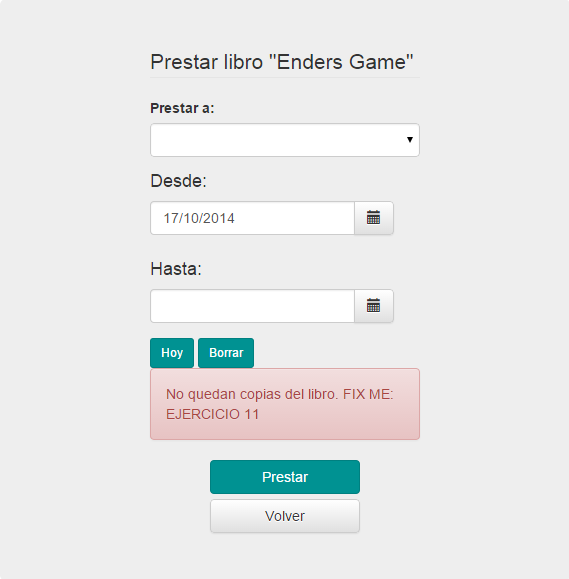 Prestar libro "Enders Game"
Prestar a:
Desde:
17/10/2014
Hasta:
Hoy Borrar
No quedan copias del libro. FIX ME:
EJERCICIO 11
Prestar
Volver